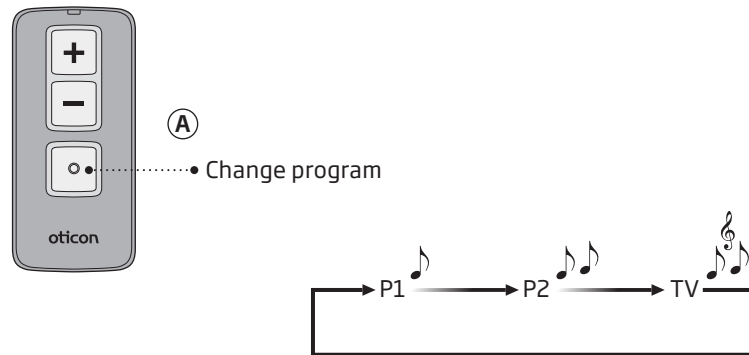 +
−
A
Change program
oticon
P1 P2 TV